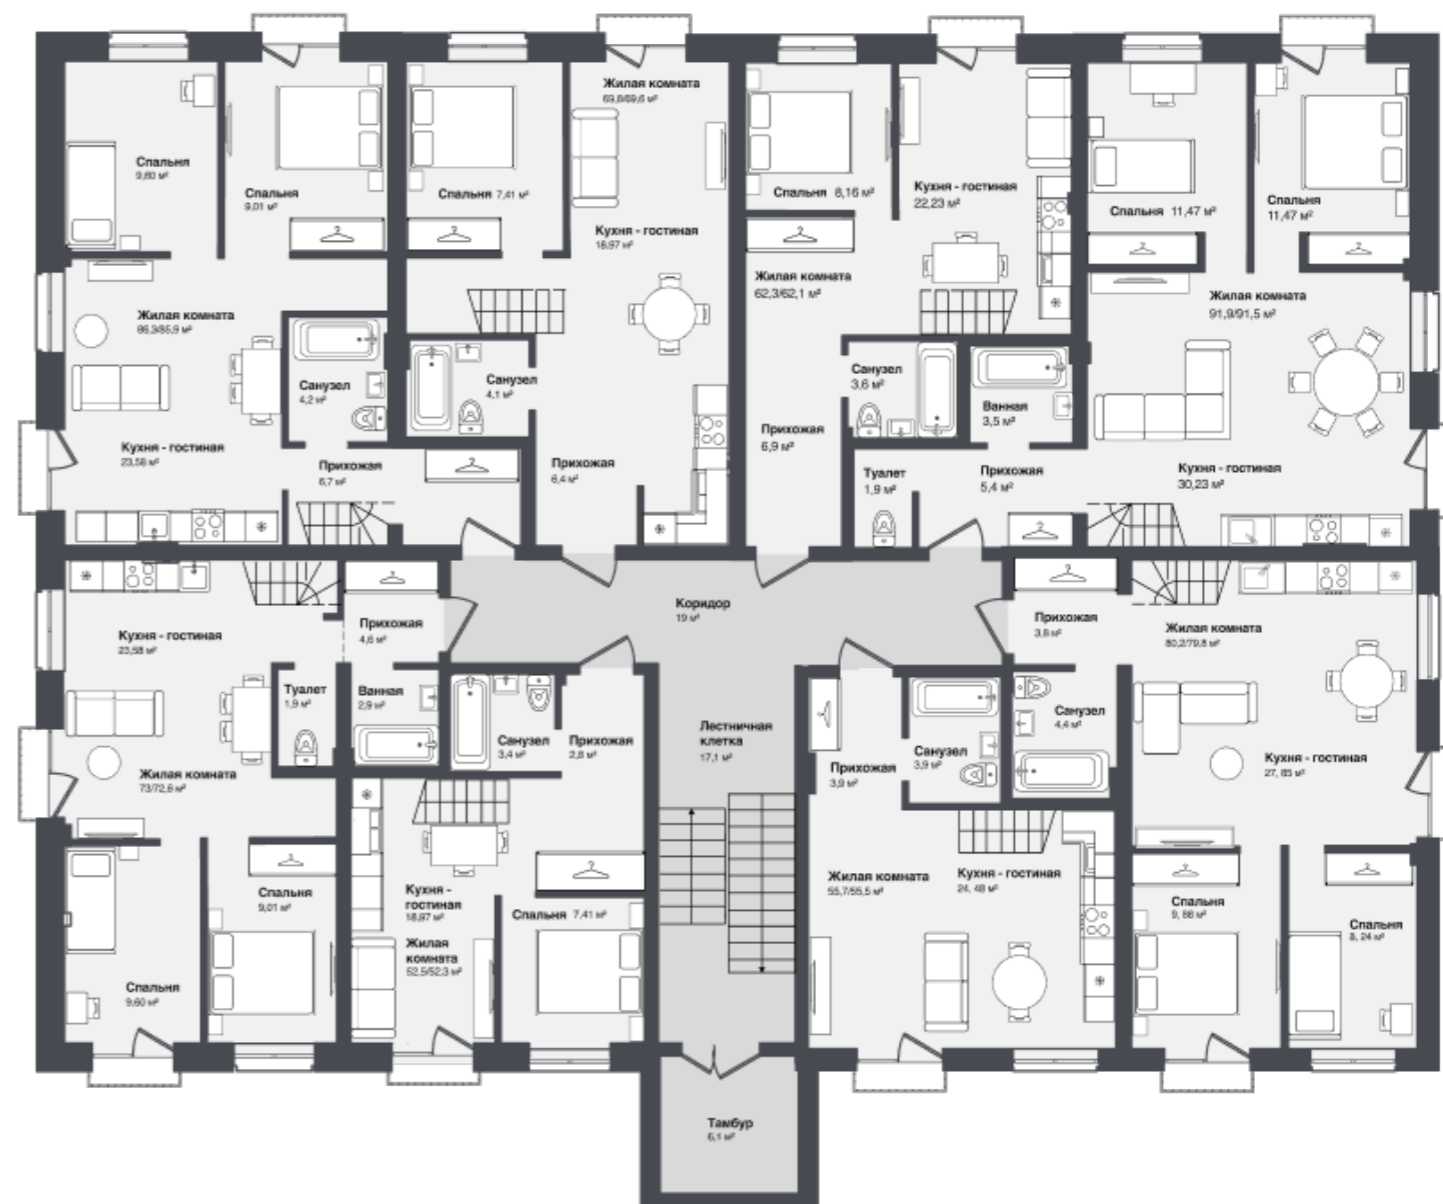 Спальня
9,60 м²
Спальня
9,01 м²
Жилая комната
86,3/85,9 м²
Санузел
4,2 м²
Кухня - гостиная
23,58 м²
Прихожая
6,7 м²
Спальня 7,41 м²
Жилая комната
69,8/69,6 м²
Кухня - гостиная
18,97 м²
Санузел
4,1 м²
Прихожая
6,4 м²
Спальня 8,16 м²
Кухня - гостиная
22,23 м²
Жилая комната
62,3/62,1 м²
Санузел
3,6 м²
Прихожая
6,9 м²
Спальня 11,47 м²
Спальня
11,47 м²
Жилая комната
91,9/91,5 м²
Ванная
3,5 м²
Туалет
1,9 м²
Прихожая
5,4 м²
Кухня - гостиная
30,23 м²
Коридор
19 м²
Кухня - гостиная
23,58 м²
Прихожая
4,6 м²
Туалет
1,9 м²
Ванная
2,9 м²
Жилая комната
73/72,6 м²
Спальня
9,01 м²
Спальня
9,60 м²
Санузел
3,4 м²
Прихожая
2,8 м²
Кухня -
гостиная
18,97 м²
Жилая
комната
52,5/52,3 м²
Спальня 7,41 м²
Лестничная
клетка
17,1 м²
Прихожая
3,9 м²
Санузел
3,9 м²
Жилая комната
55,7/55,5 м²
Кухня - гостиная
24, 48 м²
Прихожая
3,8 м²
Жилая комната
80,2/79,8 м²
Санузел
4,4 м²
Кухня - гостиная
27, 85 м²
Спальня
9, 88 м²
Спальня
8, 24 м²
Тамбур
6,1 м²